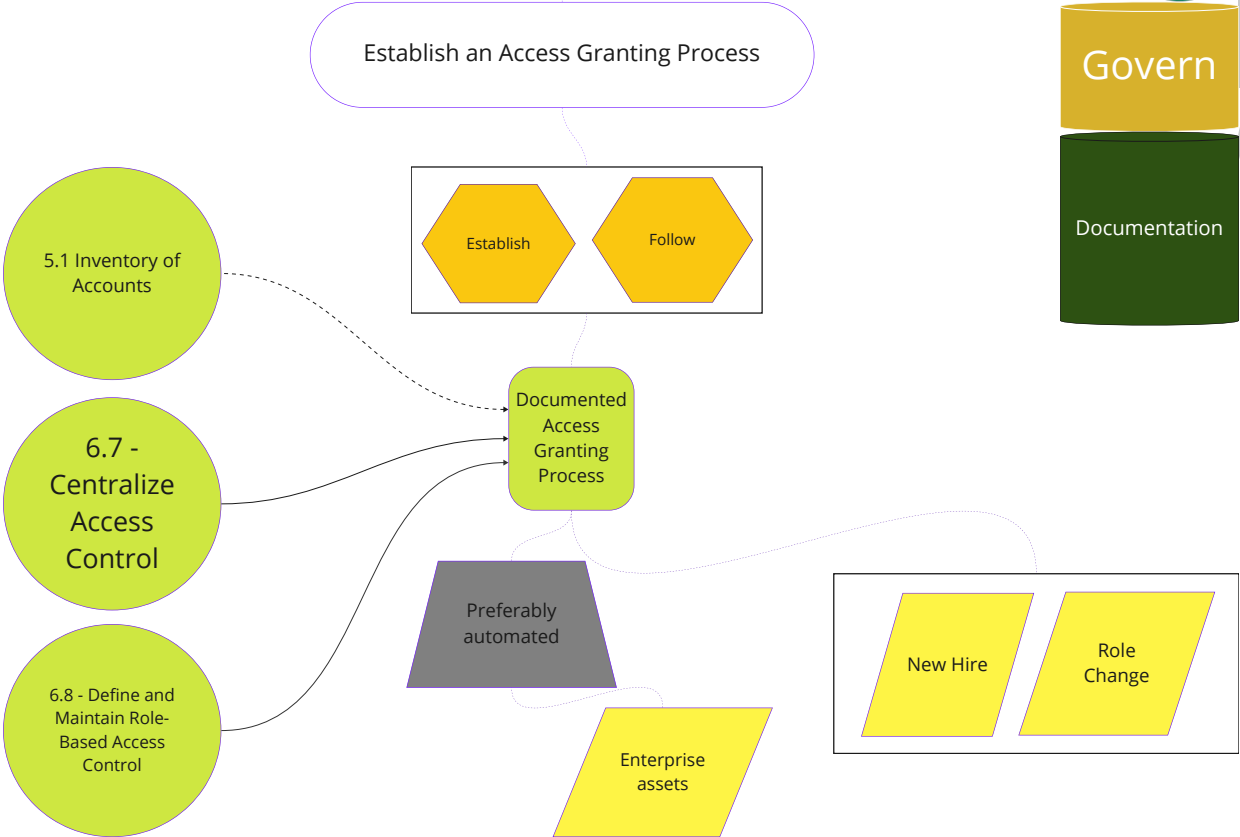 Establish an Access Granting Process
Govern
Establish
Follow
Documentation
5.1 Inventory of
Accounts
Documented
Access
Granting
Process
6.7 -
Centralize
Access
Control
Preferably
automated
New Hire
Role
Change
6.8 - Define and
Maintain Role-
Based Access
Control
Enterprise
assets